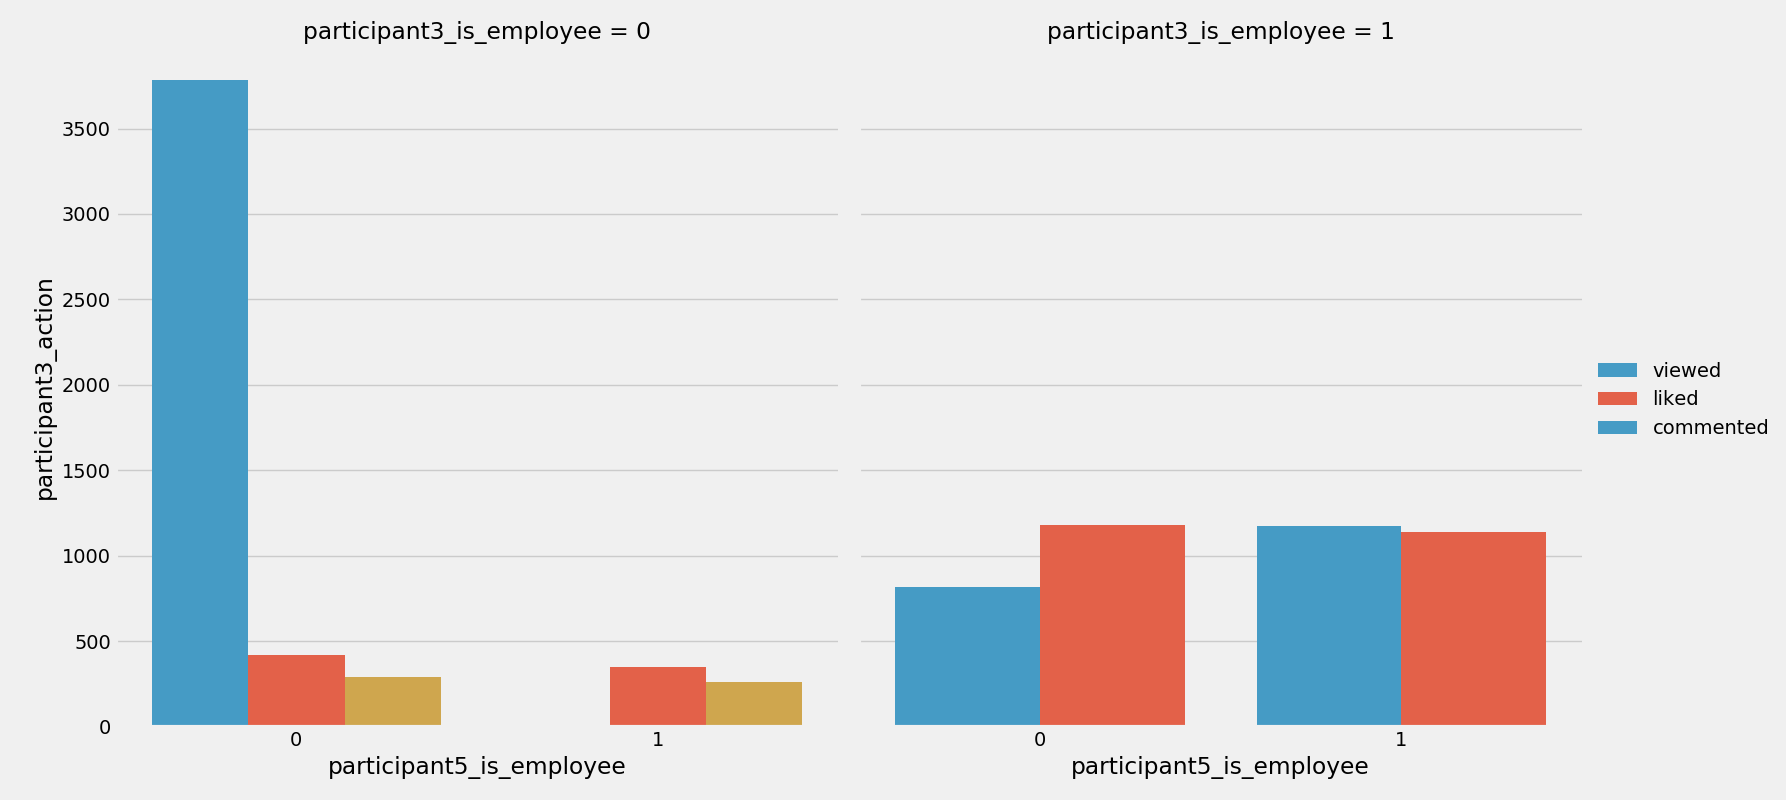 participant3_is_employee = 0
participant3_is_employee = 1
participant3_action
3500
3000
2500
2000
1500
1000
500
0
0
1
0
1
participant5_is_employee
participant5_is_employee
viewed
liked
commented